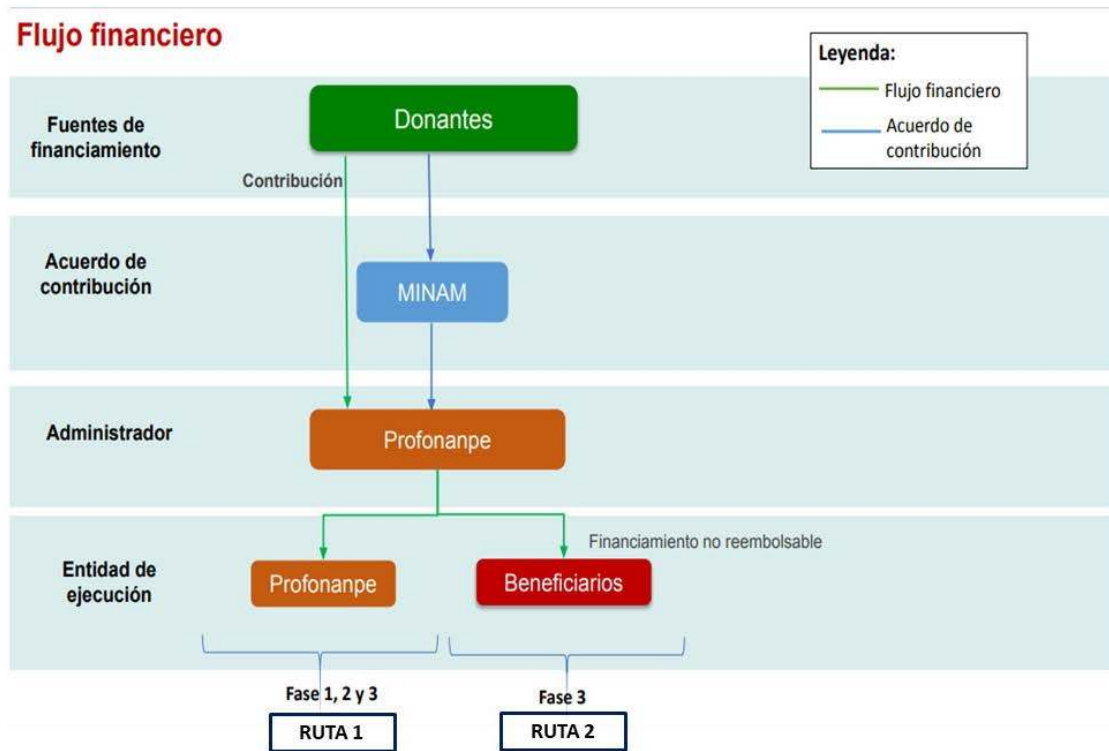 Flujo financiero
Leyenda:
Flujo financiero
Acuerdo de
contribución
Fuentes de
financiamiento
Donantes
Contribución
Acuerdo de
contribución
MINAM
Administrador
Profonanpe
Financiamiento no reembolsable
Entidad de
ejecución
Profonanpe
Beneficiarios
Fase 1, 2 y 3
Fase 3
RUTA 1
RUTA 2